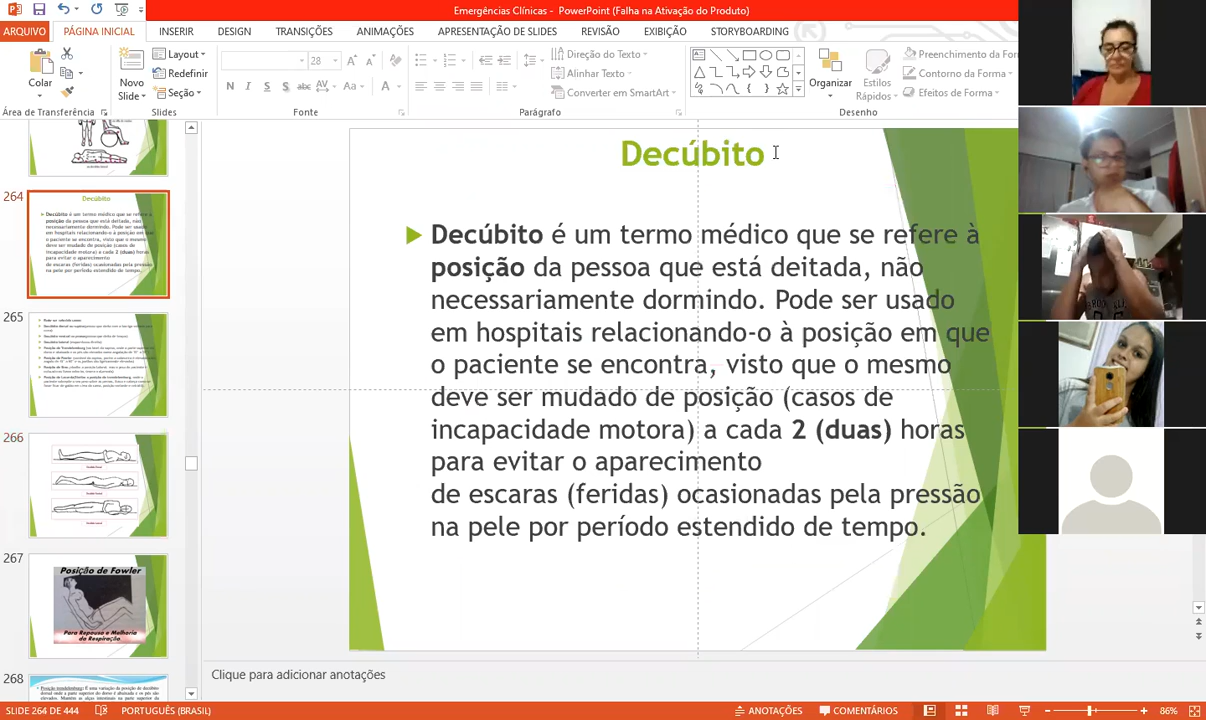 Emergências Clínicas - PowerPoint (Falha na Ativação do Produto)
ARQUIVO PÁGINA INICIAL INSERIR DESIGN TRANSIÇÕES ANIMAÇÕES APRESENTAÇÃO DE SLIDES REVISÃO EXIBIÇÃO STORYBOARDING
Colar
Novo
Slide
Layout
Redefinir
Seção
28
N I S S abc AV Aa A
Direção do Texto
Alinhar Texto
Converter em SmartArt
Organizar
Estilos
Rápidos
Preenchimento da
Contorno da Forma
Efeitos de Forma
Área de Transferência Slides Fonte Parágrafo Desenho
264
265
266
267
Posição de Fowler
Para Repouso e Melhoria
da Respiração
268
Decúbito
Decúbito é um termo médico que se refere à
posição da pessoa que está deitada, não
necessariamente dormindo. Pode ser usado
em hospitais relacionando-o à posição em que
o paciente se encontra, visto que o mesmo
deve ser mudado de posição (casos de
incapacidade motora) a cada 2 (duas) horas
para evitar o aparecimento
de escaras (feridas) ocasionadas pela pressão
na pele por período estendido de tempo.
Clique para adicionar anotações
SLIDE 264 DE 444 PORTUGUÊS (BRASIL) ANOTAÇÕES COMENTÁRIOS 86%